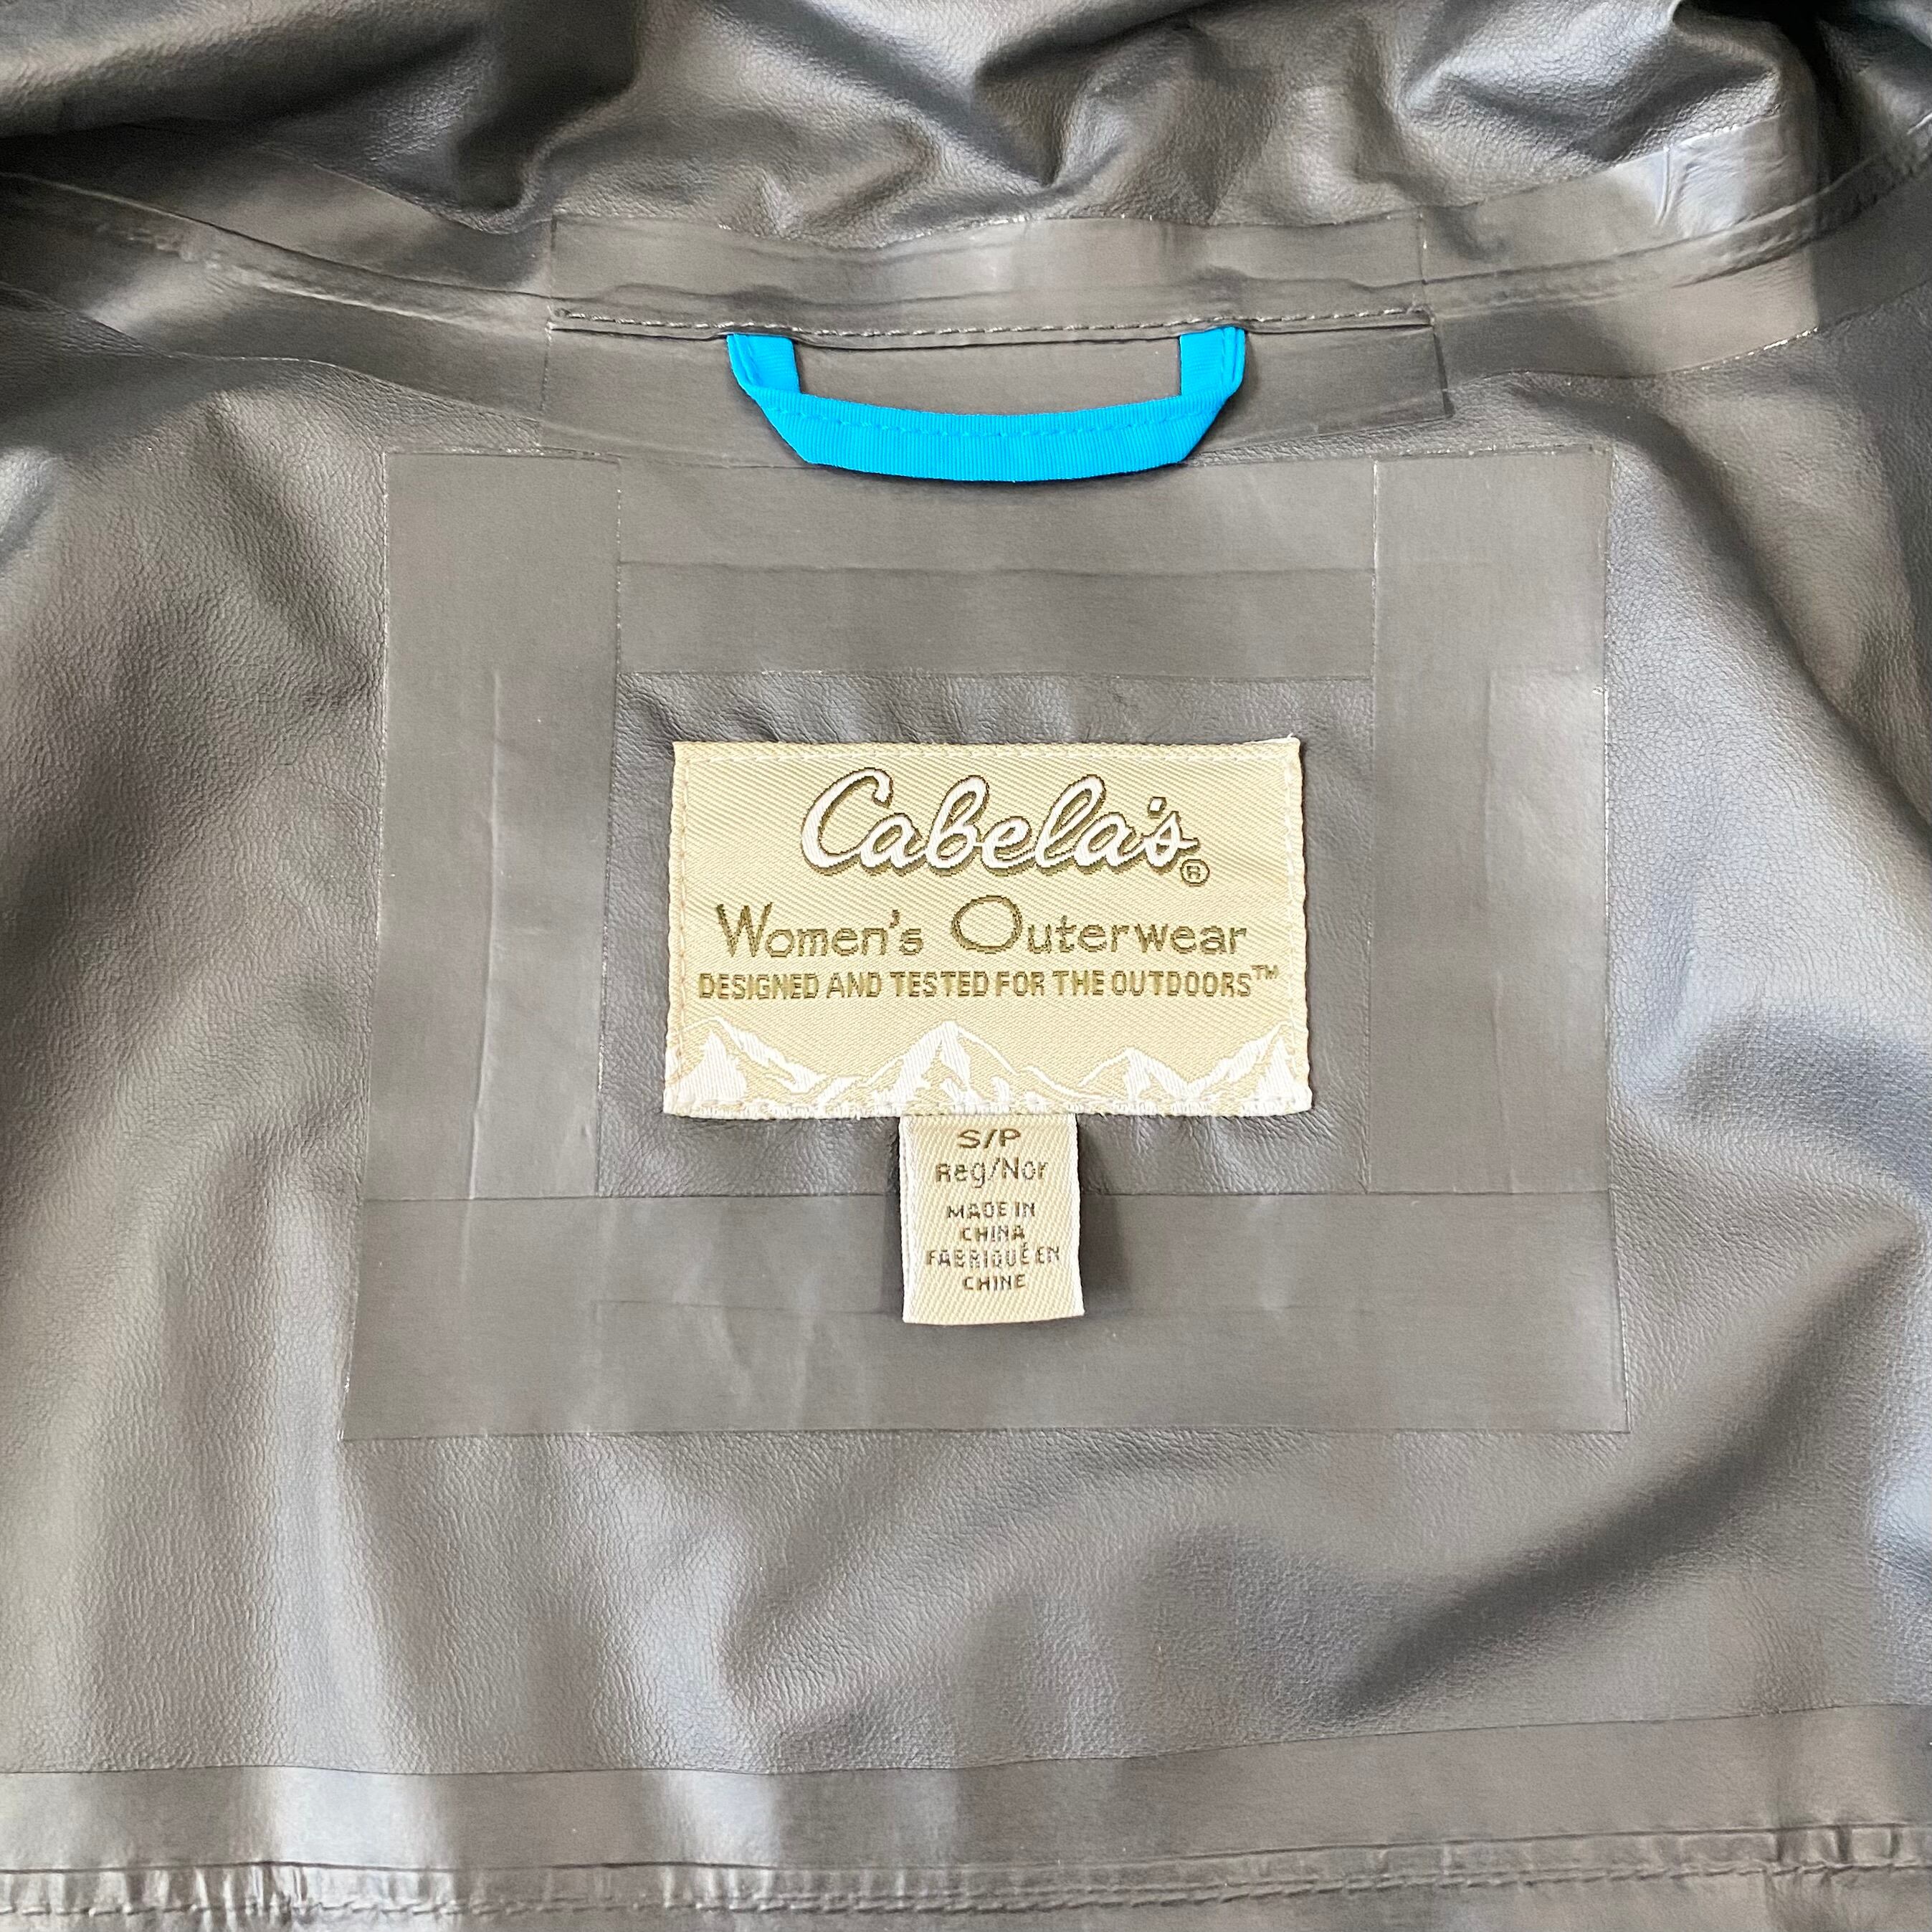 Cabela's®
Women's Outerwear
DESIGNED AND TESTED FOR THE OUTDOORS™
S/P
Reg/Nor
MADE IN
CHINA
FABRIQUÉ EN
CHINE